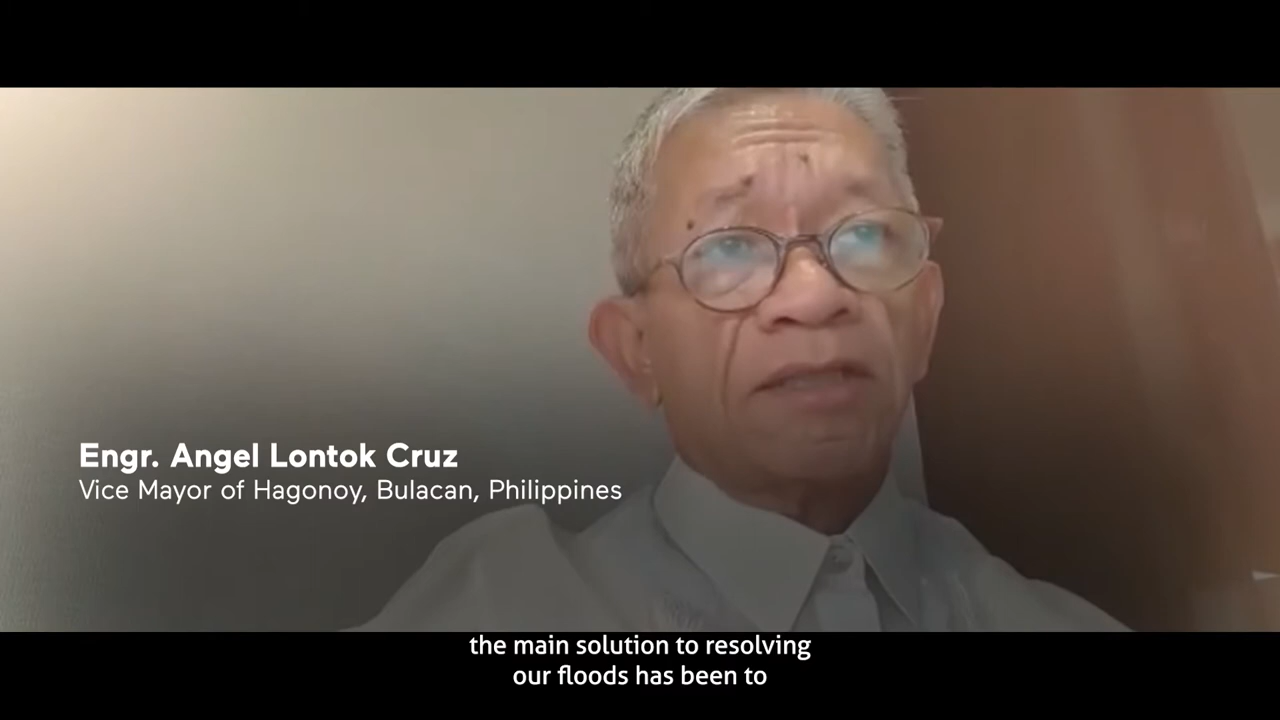 Engr. Angel Lontok Cruz
Vice Mayor of Hagonoy, Bulacan, Philippines
the main solution to resolving
our floods has been to